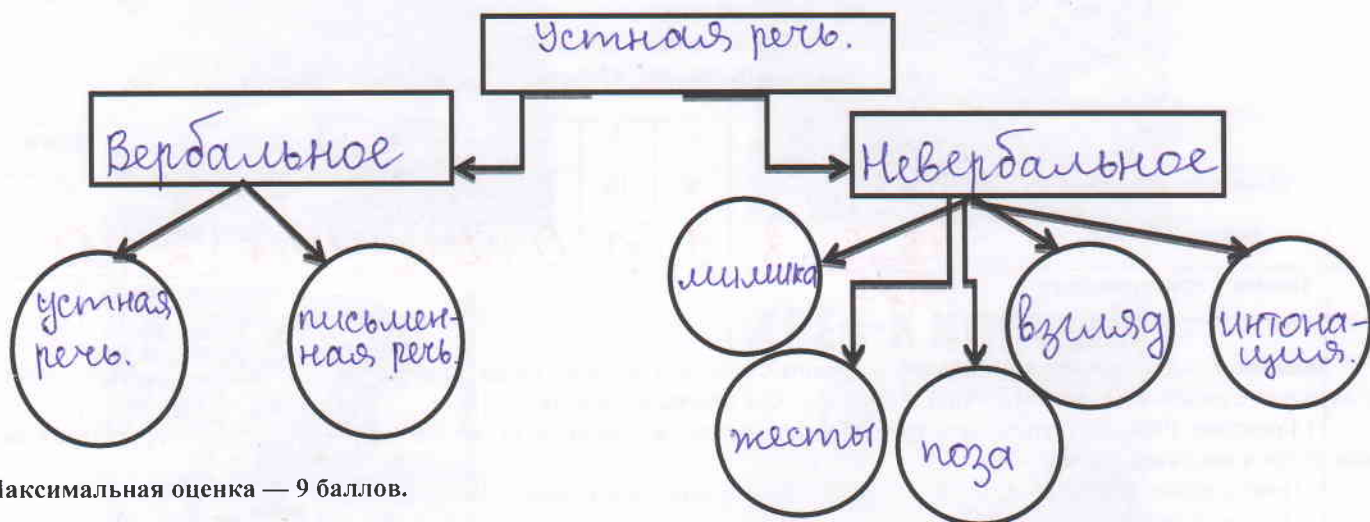 Устная речь.
Вербальное
Невербальное
устная
речь.
письмен-
ная речь.
мимика
жесты
поза
взгляд
интона-
ция.
Максимальная оценка — 9 баллов.